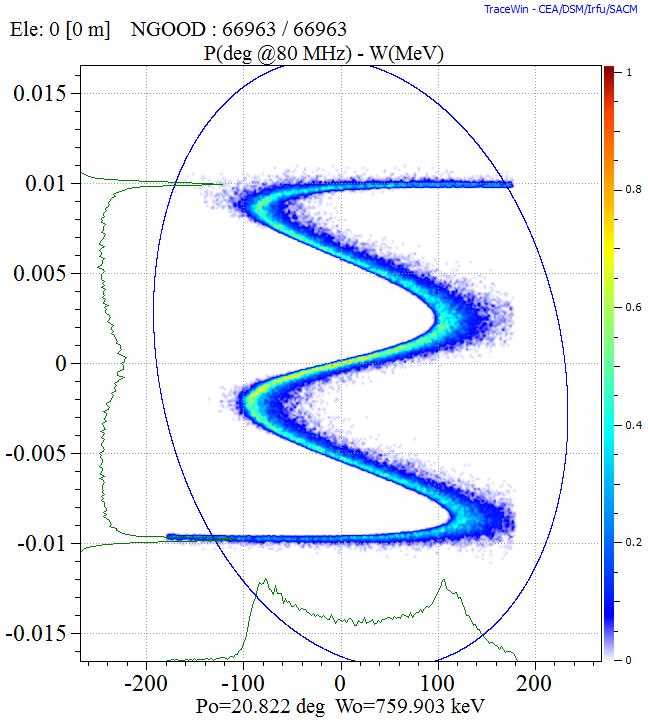 TraceWin - CEA/DSM/Irfu/SACM
Ele: 0 [0 m] NGOOD : 66963 / 66963
P(deg @80 MHz) - W(MeV)
0.015
0.01
0.005
0
-0.005
-0.01
-0.015
1
0.8
0.6
0.4
0.2
0
-200 -100 0 100 200
Po=20.822 deg Wo=759.903 keV